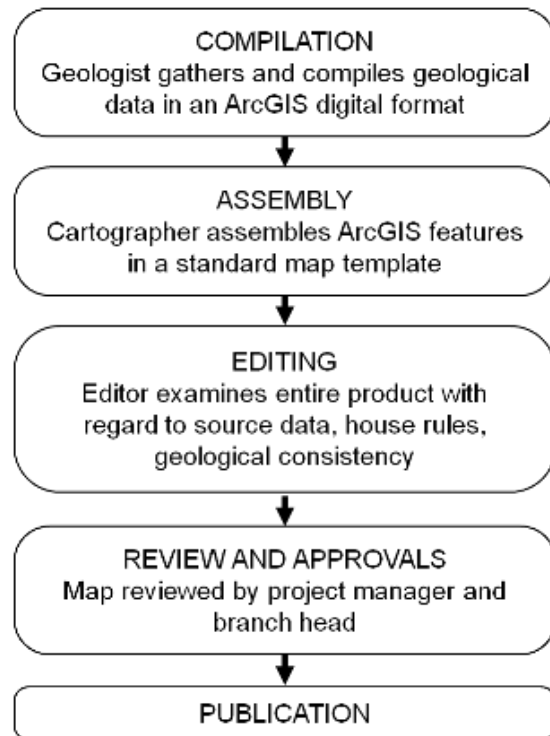 COMPILATION
Geologist gathers and compiles geological
data in an ArcGIS digital format
ASSEMBLY
Cartographer assembles ArcGIS features
in a standard map template
EDITING
Editor examines entire product with
regard to source data, house rules,
geological consistency
REVIEW AND APPROVALS
Map reviewed by project manager and
branch head
PUBLICATION